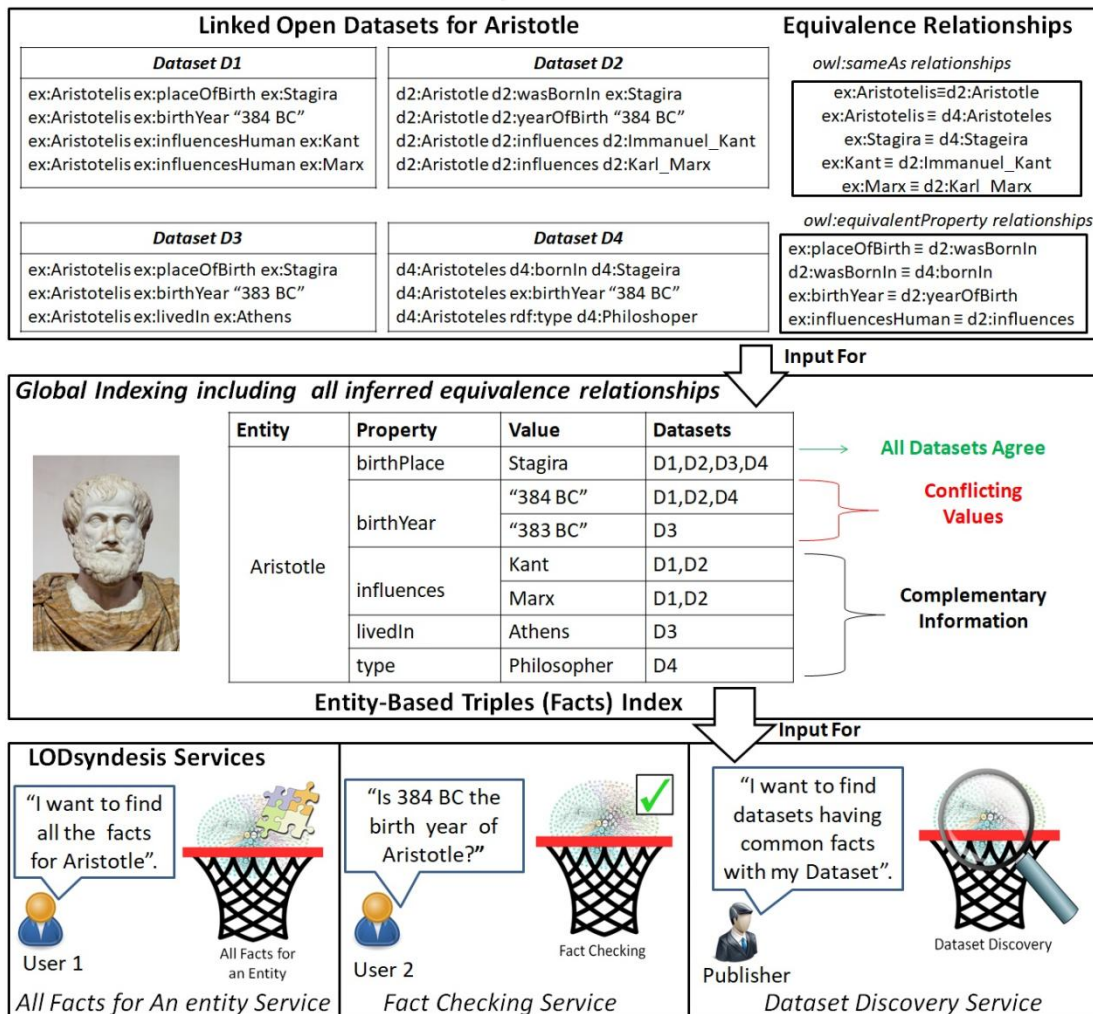 Linked Open Datasets for Aristotle
Equivalence Relationships
Dataset D1
ex:Aristotelis ex:placeOfBirth ex:Stagira
ex:Aristotelis ex:birthYear “384 BC”
ex:Aristotelis ex:influencesHuman ex:Kant
ex:Aristotelis ex:influencesHuman ex:Marx
Dataset D2
d2:Aristotle d2:wasBornIn ex:Stagira
d2:Aristotle d2:yearOfBirth “384 BC”
d2:Aristotle d2:influences d2:Immanuel_Kant
d2:Aristotle d2:influences d2:Karl_Marx
owl:sameAs relationships
ex:Aristotelis≡d2:Aristotle
ex:Aristotelis ≡ d4:Aristoteles
ex:Stagira ≡ d4:Stageira
ex:Kant ≡ d2:Immanuel_Kant
ex:Marx ≡ d2:Karl_Marx
Dataset D3
ex:Aristotelis ex:placeOfBirth ex:Stagira
ex:Aristotelis ex:birthYear “383 BC”
ex:Aristotelis ex:livedIn ex:Athens
Dataset D4
d4:Aristoteles d4:bornIn d4:Stageira
d4:Aristoteles ex:birthYear “384 BC”
d4:Aristoteles rdf:type d4:Philoshoper
owl:equivalentProperty relationships
ex:placeOfBirth ≡ d2:wasBornIn
d2:wasBornIn ≡ d4:bornIn
ex:birthYear ≡ d2:yearOfBirth
ex:influencesHuman ≡ d2:influences
Input For
Global Indexing including all inferred equivalence relationships
Entity Property Value Datasets
birthPlace Stagira D1,D2,D3,D4
All Datasets Agree
birthYear
“384 BC” D1,D2,D4
“383 BC” D3
Conflicting
Values
Aristotle
influences
Kant D1,D2
Marx D1,D2
livedIn Athens D3
type Philosopher D4
Complementary
Information
Entity-Based Triples (Facts) Index
Input For
LODsyndesis Services
“I want to find
all the facts
for Aristotle”.
User 1
All Facts for
an Entity
All Facts for An entity Service
“Is 384 BC the
birth year of
Aristotle?”
User 2
Fact Checking
Fact Checking Service
“I want to find
datasets having
common facts
with my Dataset”.
Publisher
Dataset Discovery
Dataset Discovery Service